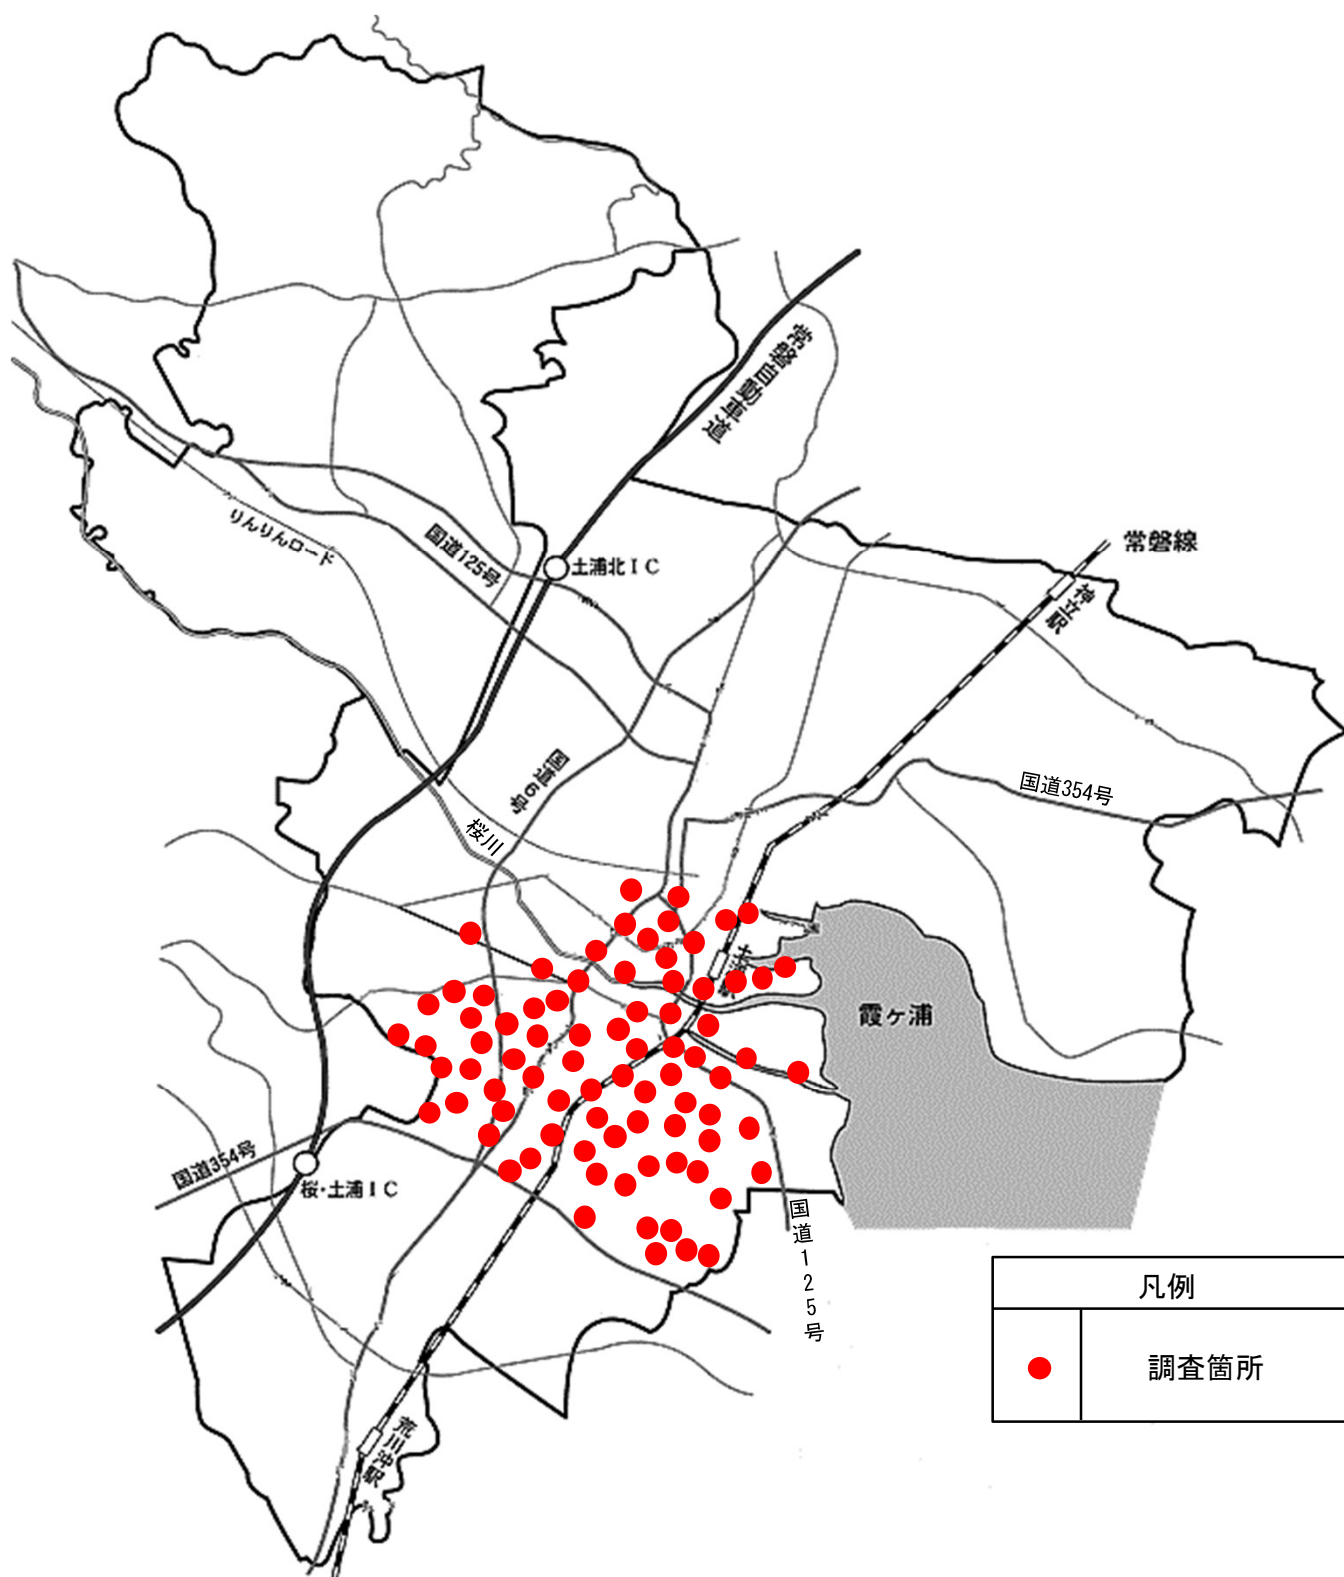 常磐自動車道
りんりんロード
国道125号
土浦北IC
常磐線
神立駅
国道6号
国道354号
桜川
霞ヶ浦
国道354号
桜・土浦IC
国道125号
凡例
調査箇所
荒川沖駅